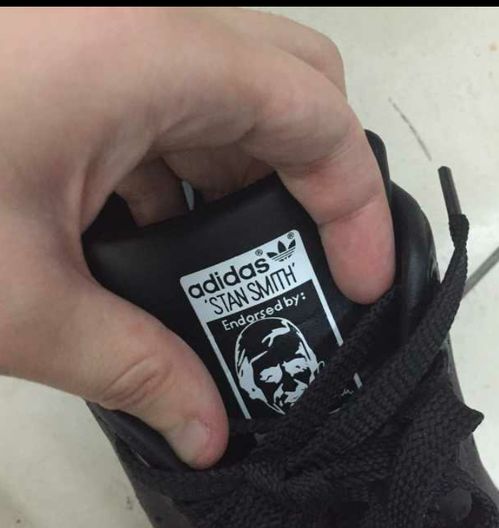 adidas®
'STAN SMITH'
Endorsed by: